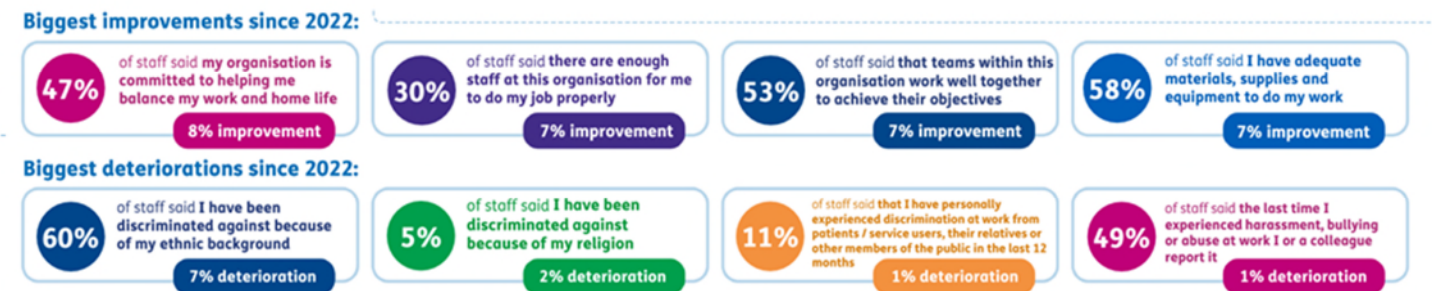 Biggest improvements since 2022:
47%
of staff said my organisation is
committed to helping me
balance my work and home life
8% improvement
30%
of staff said there are enough
staff at this organisation for me
to do my job properly
7% improvement
53%
of staff said that teams within this
organisation work well together
to achieve their objectives
7% improvement
58%
of staff said I have adequate
materials, supplies and
equipment to do my work
7% improvement
Biggest deteriorations since 2022:
60%
of staff said I have been
discriminated against because
of my ethnic background
7% deterioration
5%
of staff said I have been
discriminated against
because of my religion
2% deterioration
11%
of staff said that I have personally
experienced discrimination at work from
patients / service users, their relatives or
other members of the public in the last 12
months
1% deterioration
49%
of staff said the last time I
experienced harassment, bullying
or abuse at work I or a colleague
report it
1% deterioration